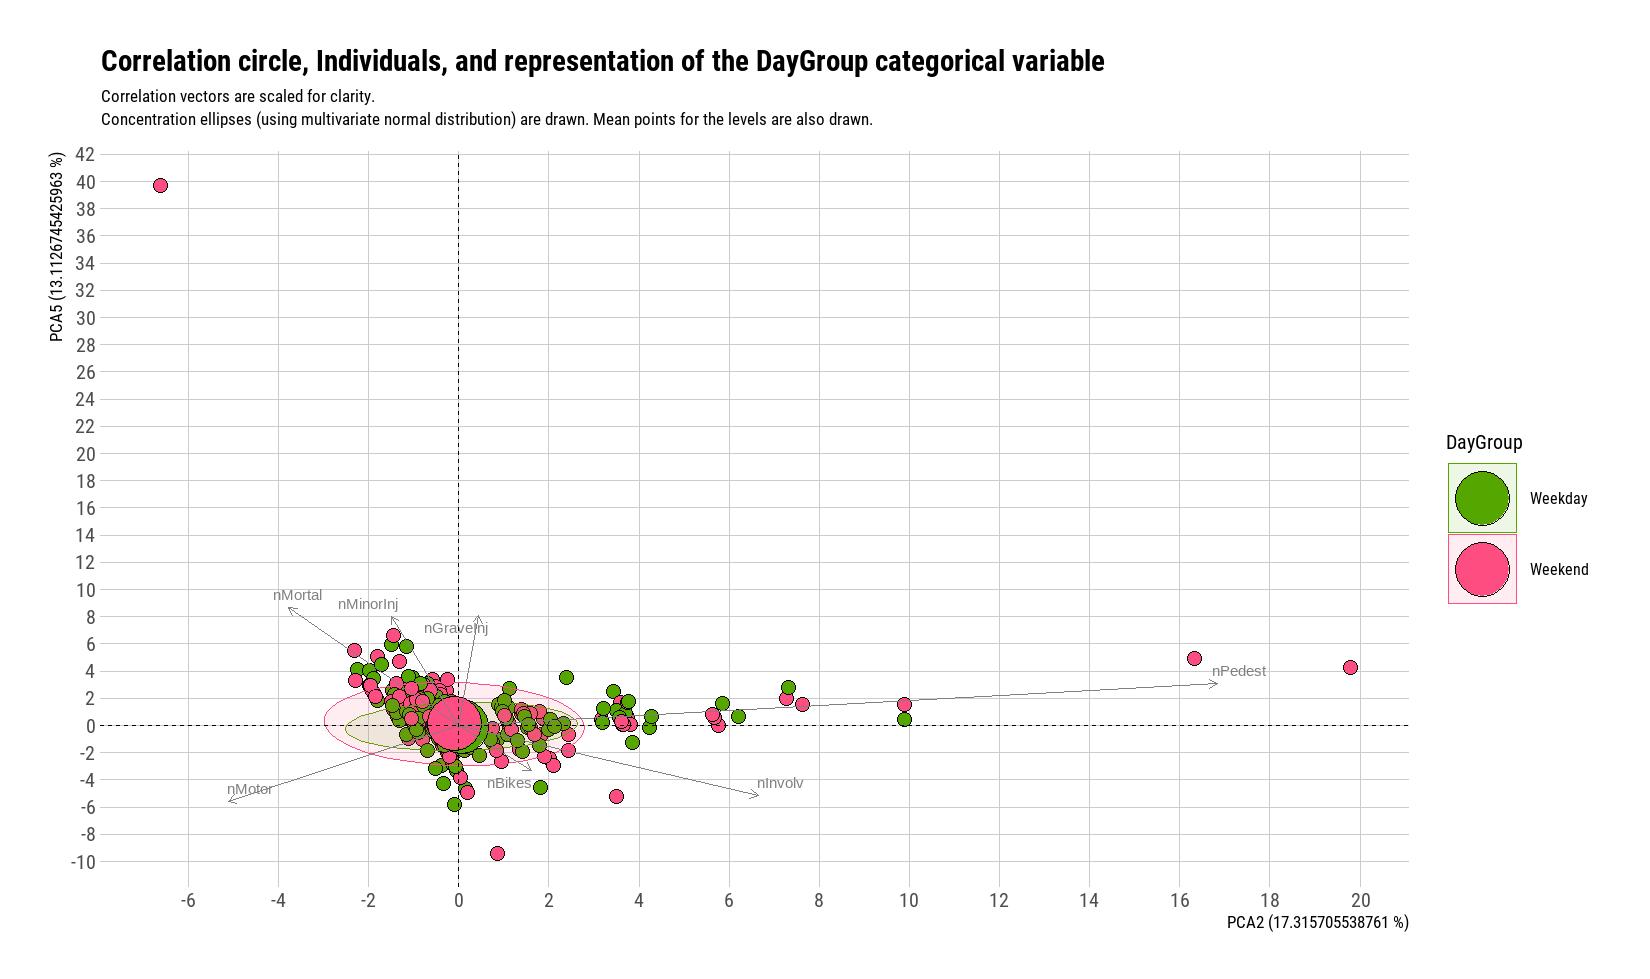 Correlation circle, Individuals, and representation of the DayGroup categorical variable
Correlation vectors are scaled for clarity.
Concentration ellipses (using multivariate normal distribution) are drawn. Mean points for the levels are also drawn.
PCA5 (13.1126745425963 %)
42
40
38
36
34
32
30
28
26
24
22
20
18
16
14
12
10
8
6
4
2
0
-2
-4
-6
-8
-10
nMortal
nMinorInj
nGraveInj
nPedest
nBikes
nInvolv
nMotor
-6 -4 -2 0 2 4 6 8 10 12 14 16 18 20
PCA2 (17.315705538761 %)
DayGroup
Weekday
Weekend